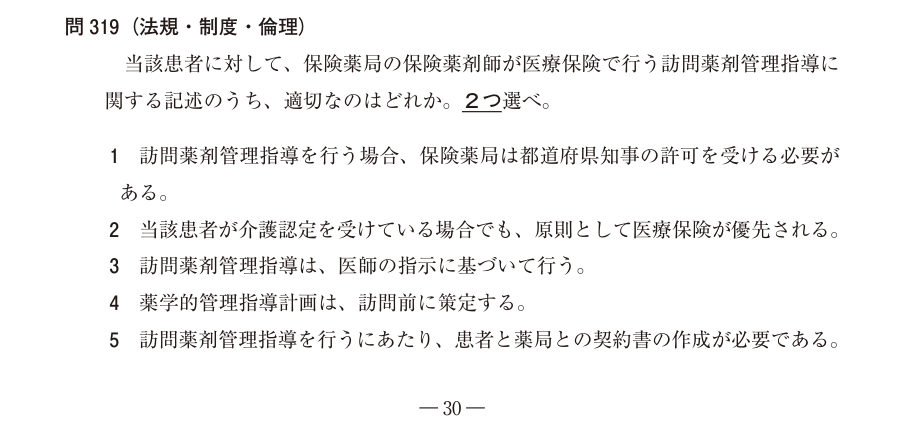 問 319（法規・制度・倫理）
当該患者に対して、保険薬局の保険薬剤師が医療保険で行う訪問薬剤管理指導に
関する記述のうち、適切なのはどれか。２つ選べ。
1 訪問薬剤管理指導を行う場合、保険薬局は都道府県知事の許可を受ける必要が
ある。
2 当該患者が介護認定を受けている場合でも、原則として医療保険が優先される。
3 訪問薬剤管理指導は、医師の指示に基づいて行う。
4 薬学的管理指導計画は、訪問前に策定する。
5 訪問薬剤管理指導を行うにあたり、患者と薬局との契約書の作成が必要である。
— 30 —